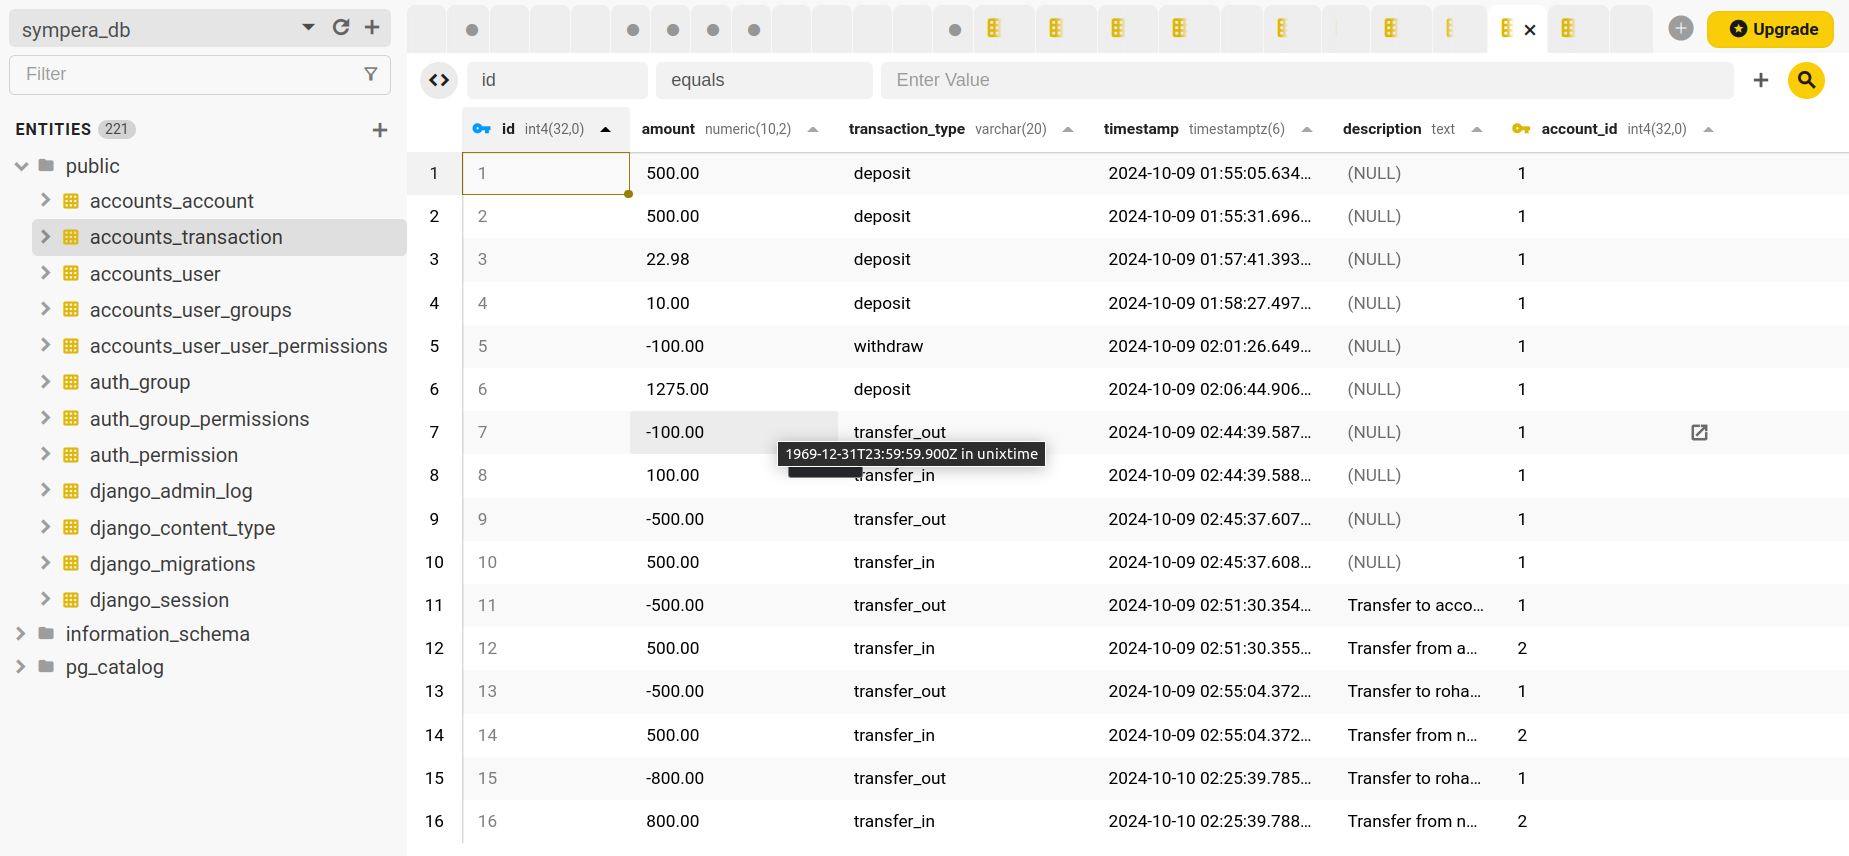 sympera_db
Upgrade
Filter
id equals Enter Value
ENTITIES 221
public
accounts_account
accounts_transaction
accounts_user
accounts_user_groups
accounts_user_user_permissions
auth_group
auth_group_permissions
auth_permission
django_admin_log
django_content_type
django_migrations
django_session
information_schema
pg_catalog
id int4(32,0) amount numeric(10,2) transaction_type varchar(20) timestamp timestamptz(6) description text account_id int4(32,0)
1 1 500.00 deposit 2024-10-09 01:55:05.634... (NULL) 1
2 2 500.00 deposit 2024-10-09 01:55:31.696... (NULL) 1
3 3 22.98 deposit 2024-10-09 01:57:41.393... (NULL) 1
4 4 10.00 deposit 2024-10-09 01:58:27.497... (NULL) 1
5 5 -100.00 withdraw 2024-10-09 02:01:26.649... (NULL) 1
6 6 1275.00 deposit 2024-10-09 02:06:44.906... (NULL) 1
7 7 -100.00 transfer_out 2024-10-09 02:44:39.587... (NULL) 1
1969-12-31T23:59:59.900Z in unixtime
8 8 100.00 transfer_in 2024-10-09 02:44:39.588... (NULL) 1
9 9 -500.00 transfer_out 2024-10-09 02:45:37.607... (NULL) 1
10 10 500.00 transfer_in 2024-10-09 02:45:37.608... (NULL) 1
11 11 -500.00 transfer_out 2024-10-09 02:51:30.354... Transfer to acco... 1
12 12 500.00 transfer_in 2024-10-09 02:51:30.355... Transfer from a... 2
13 13 -500.00 transfer_out 2024-10-09 02:55:04.372... Transfer to roha... 1
14 14 500.00 transfer_in 2024-10-09 02:55:04.372... Transfer from n... 2
15 15 -800.00 transfer_out 2024-10-10 02:25:39.785... Transfer to roha... 1
16 16 800.00 transfer_in 2024-10-10 02:25:39.788... Transfer from n... 2